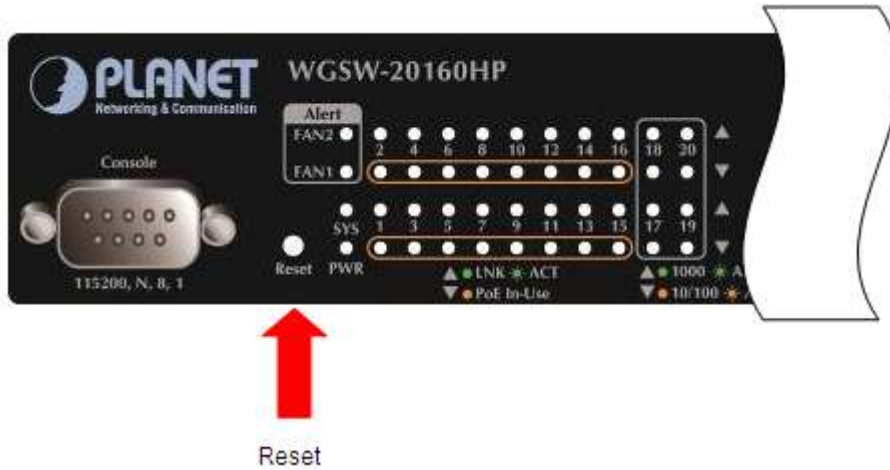 PLANET
Networking & Communication
WGSW-20160HP
Alert
FAN2
2 4 6 8 10 12 14 16 18 20
FAN1
Console
SYS
1 3 5 7 9 11 13 15 17 19
Reset PWR
115200, N, 8, 1
LNK ACT
PoE In-Use
1000 A
10/100
Reset